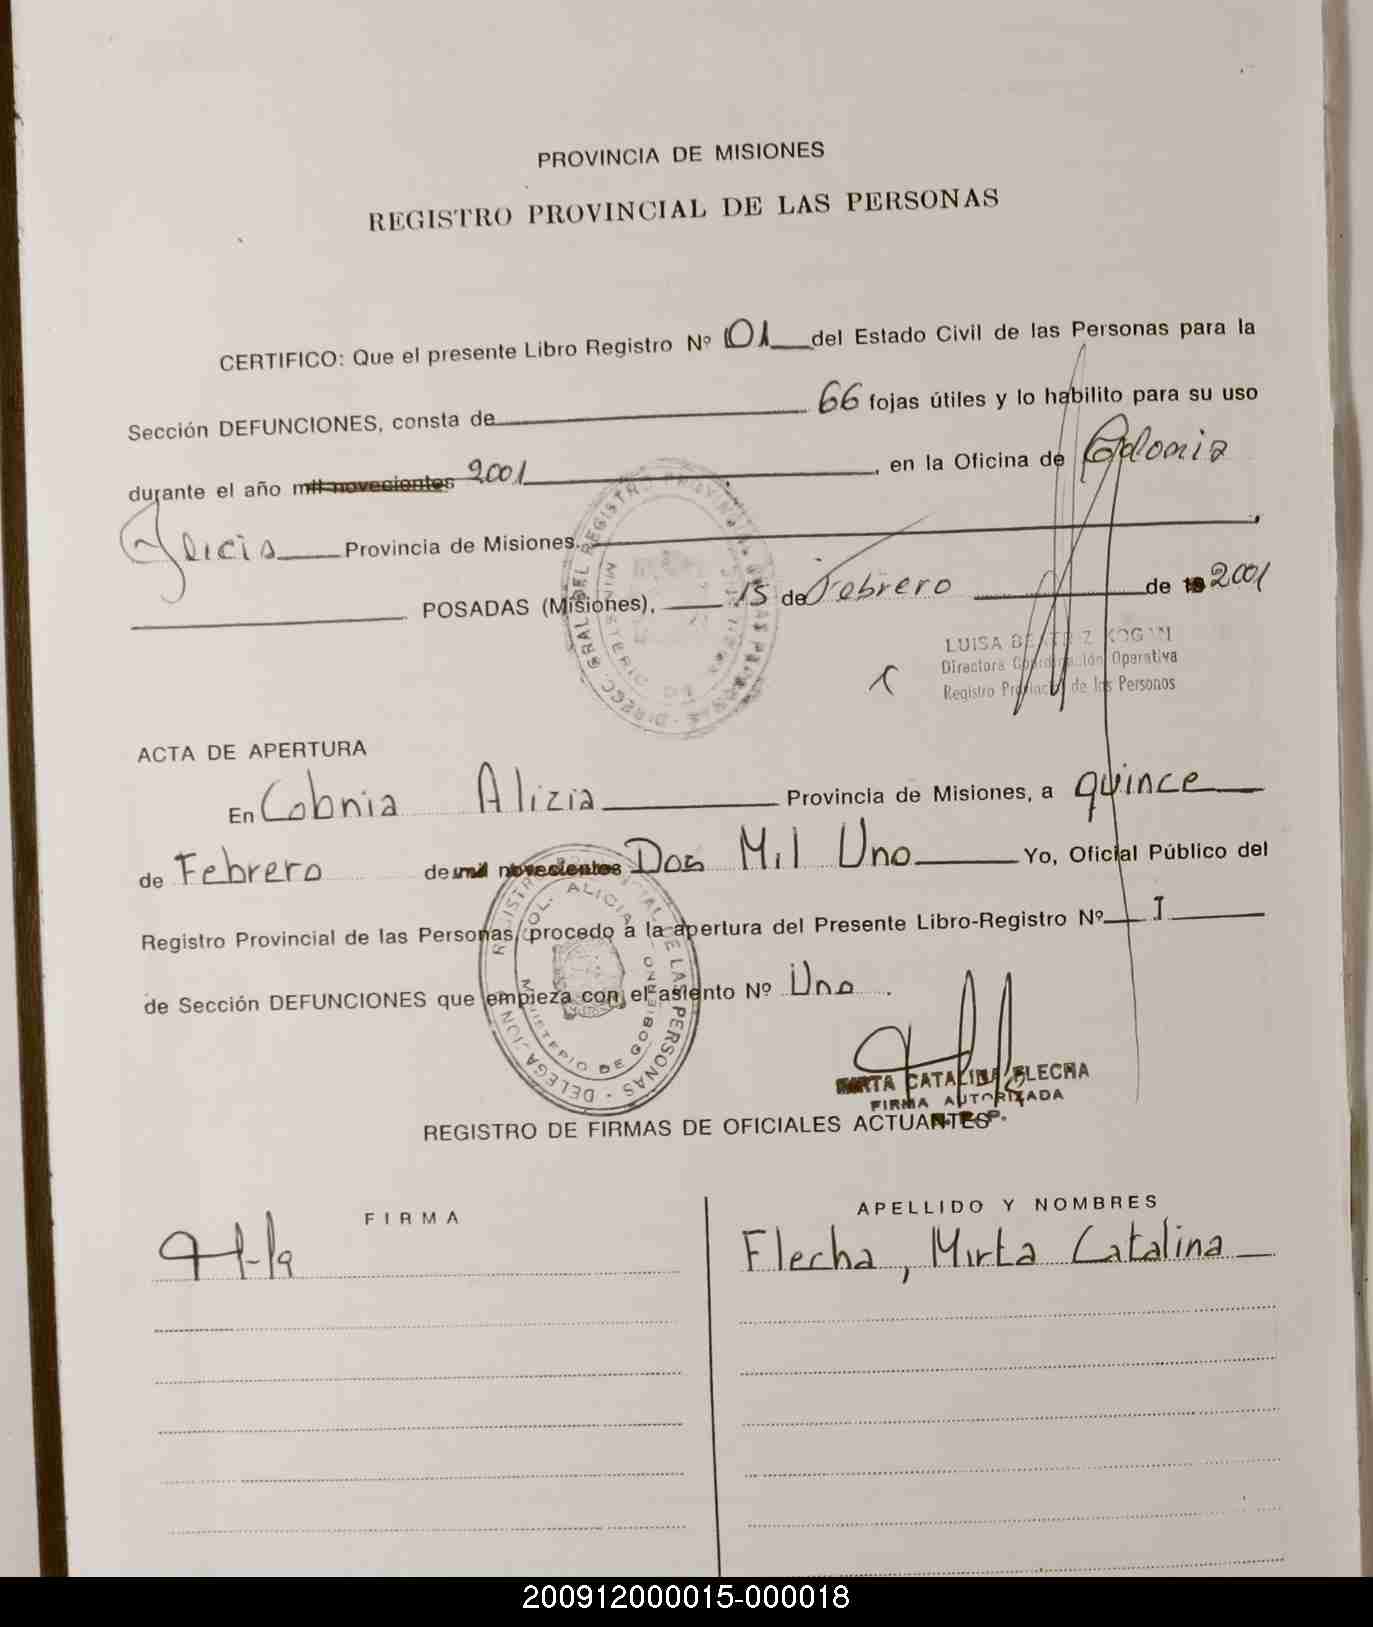 PROVINCIA DE MISIONES
REGISTRO PROVINCIAL DE LAS PERSONAS
CERTIFICO: Que el presente Libro Registro Nº 01 del Estado Civil de las Personas para la
Sección DEFUNCIONES, consta de 66 fojas útiles y lo habilito para su uso
durante el año mil novecientos 2001, en la Oficina de Colonia
Alicia Provincia de Misiones.
POSADAS (Misiones), 15 de Febrero de 19 2001
LUISA BEATRIZ KOGAN
Directora Coordinación Operativa
Registro Provincial de las Personas
ACTA DE APERTURA
En Colonia Alizia Provincia de Misiones, a quince
de Febrero de mil novecientos Dos Mil Uno Yo, Oficial Público del
Registro Provincial de las Personas, procedo a la apertura del Presente Libro-Registro Nº I
de Sección DEFUNCIONES que empieza con el asiento Nº Uno.
MIRTA CATALINA FLECHA
FIRMA AUTORIZADA
REGISTRO DE FIRMAS DE OFICIALES ACTUANTES
FIRMA
APELLIDO Y NOMBRES
Flecha, Mirta Catalina
200912000015-000018